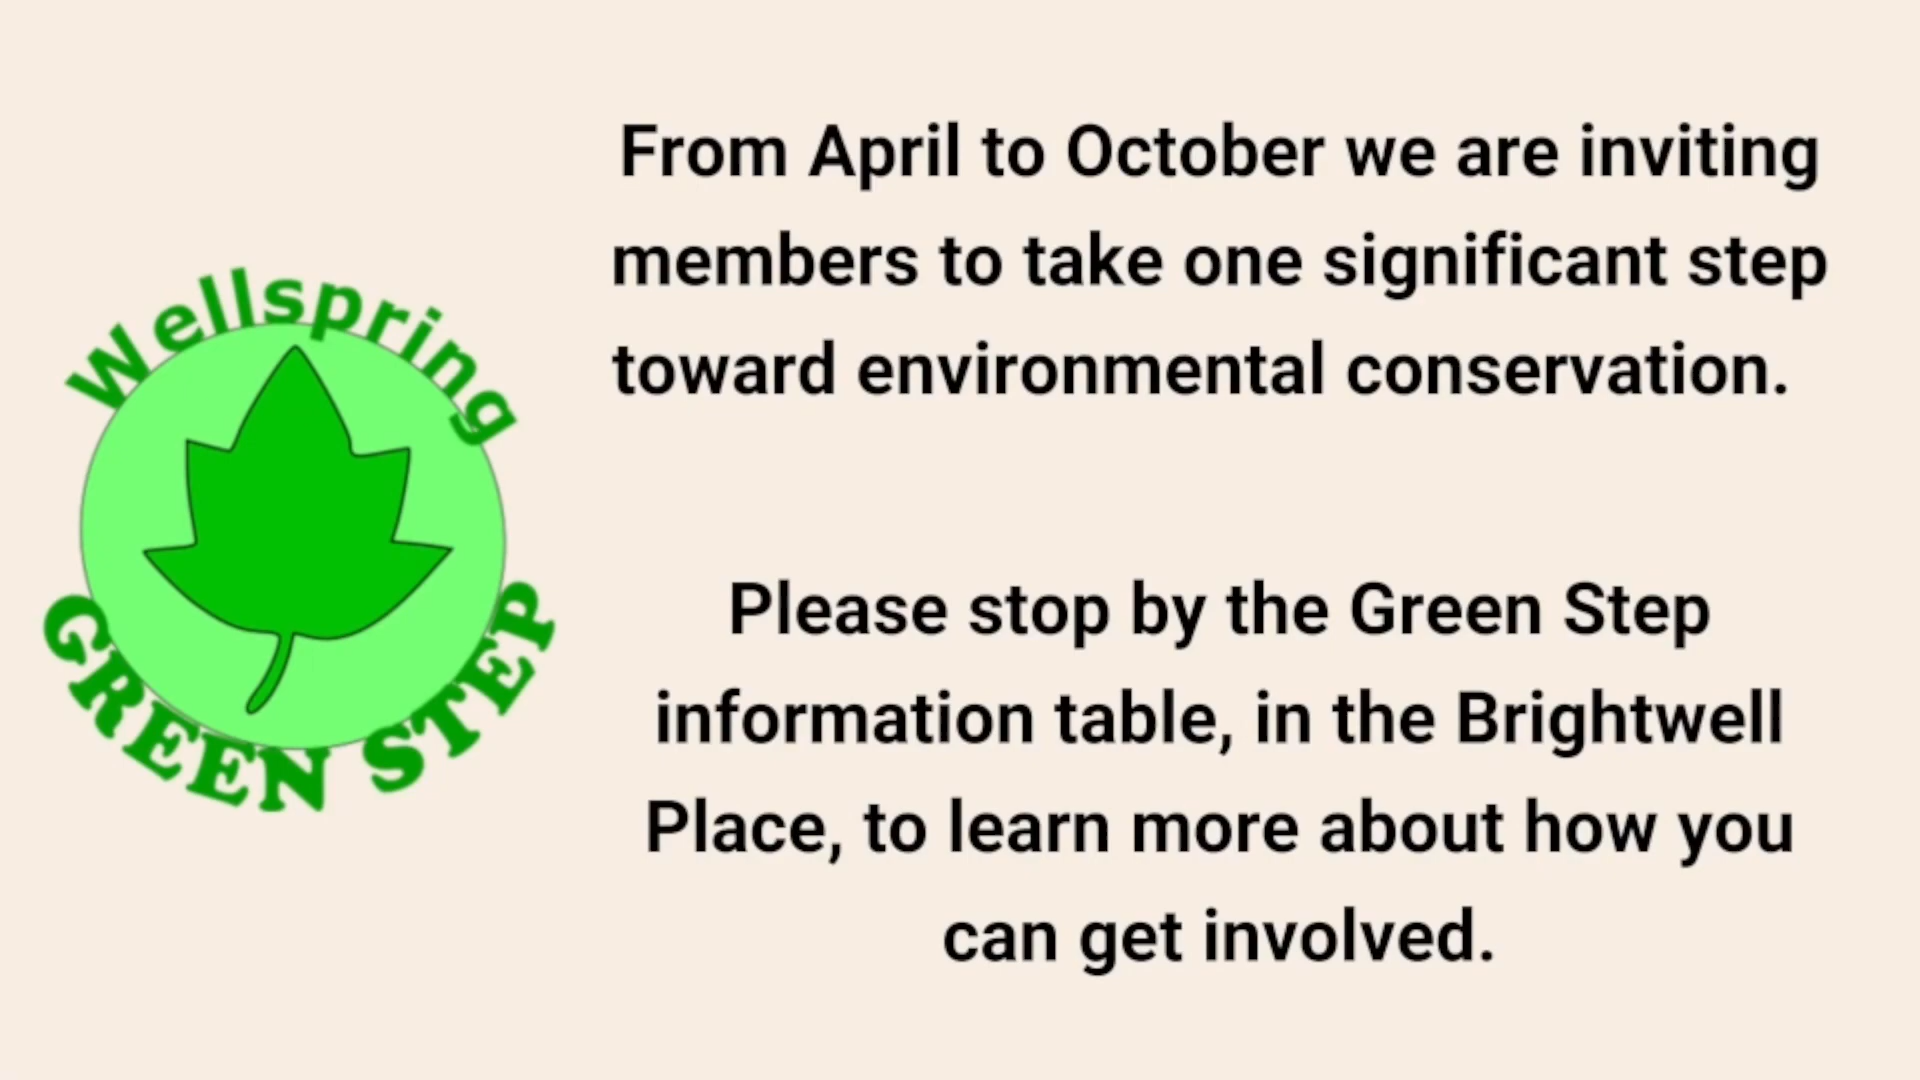 Wellspring
GREEN STEP
From April to October we are inviting
members to take one significant step
toward environmental conservation.
Please stop by the Green Step
information table, in the Brightwell
Place, to learn more about how you
can get involved.